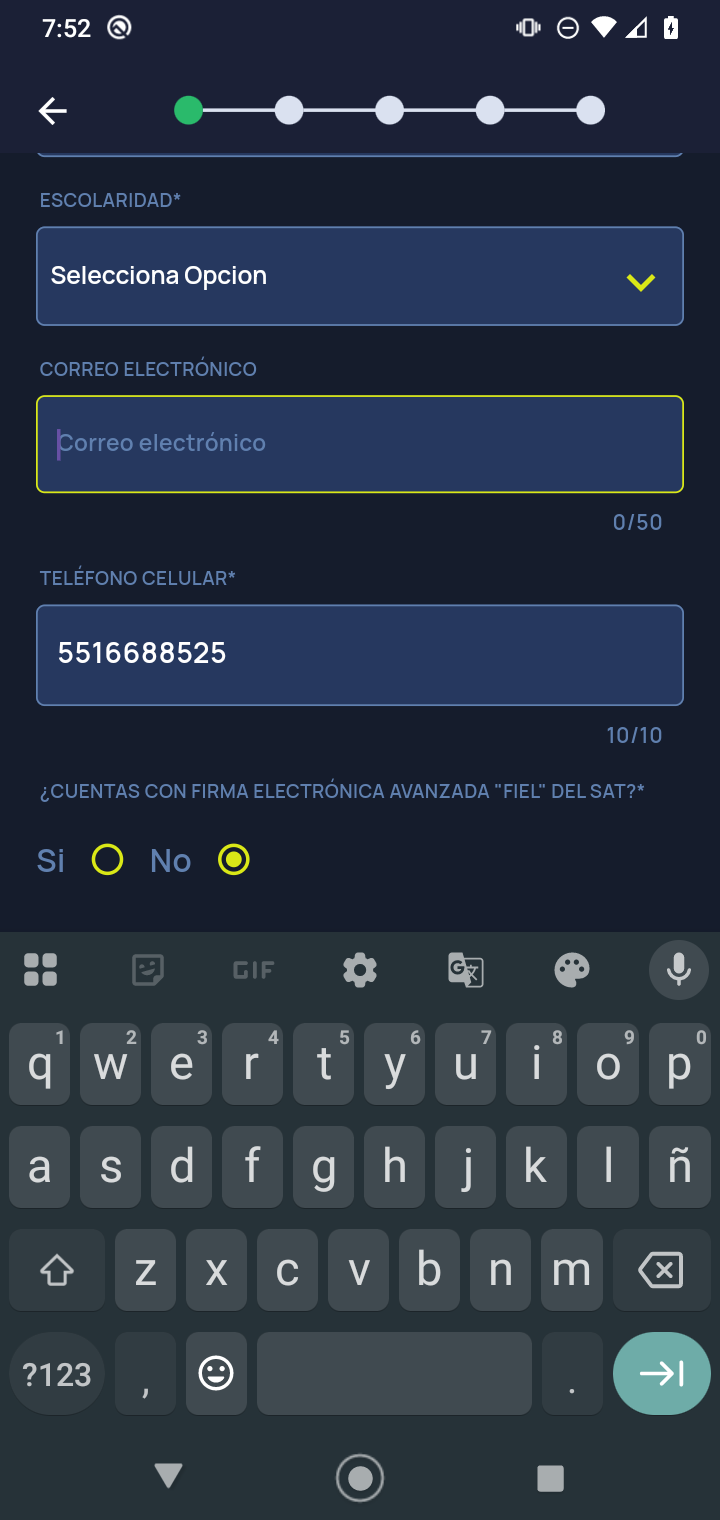 7:52
ESCOLARIDAD*
Selecciona Opcion
CORREO ELECTRÓNICO
Correo electrónico
0/50
TELÉFONO CELULAR*
5516688525
10/10
¿CUENTAS CON FIRMA ELECTRÓNICA AVANZADA "FIEL" DEL SAT?*
Si No
GIF G文
1 2 3 4 5 6 7 8 9 0
q w e r t y u i o p
a s d f g h j k l ñ
z x c v b n m
?123 , .